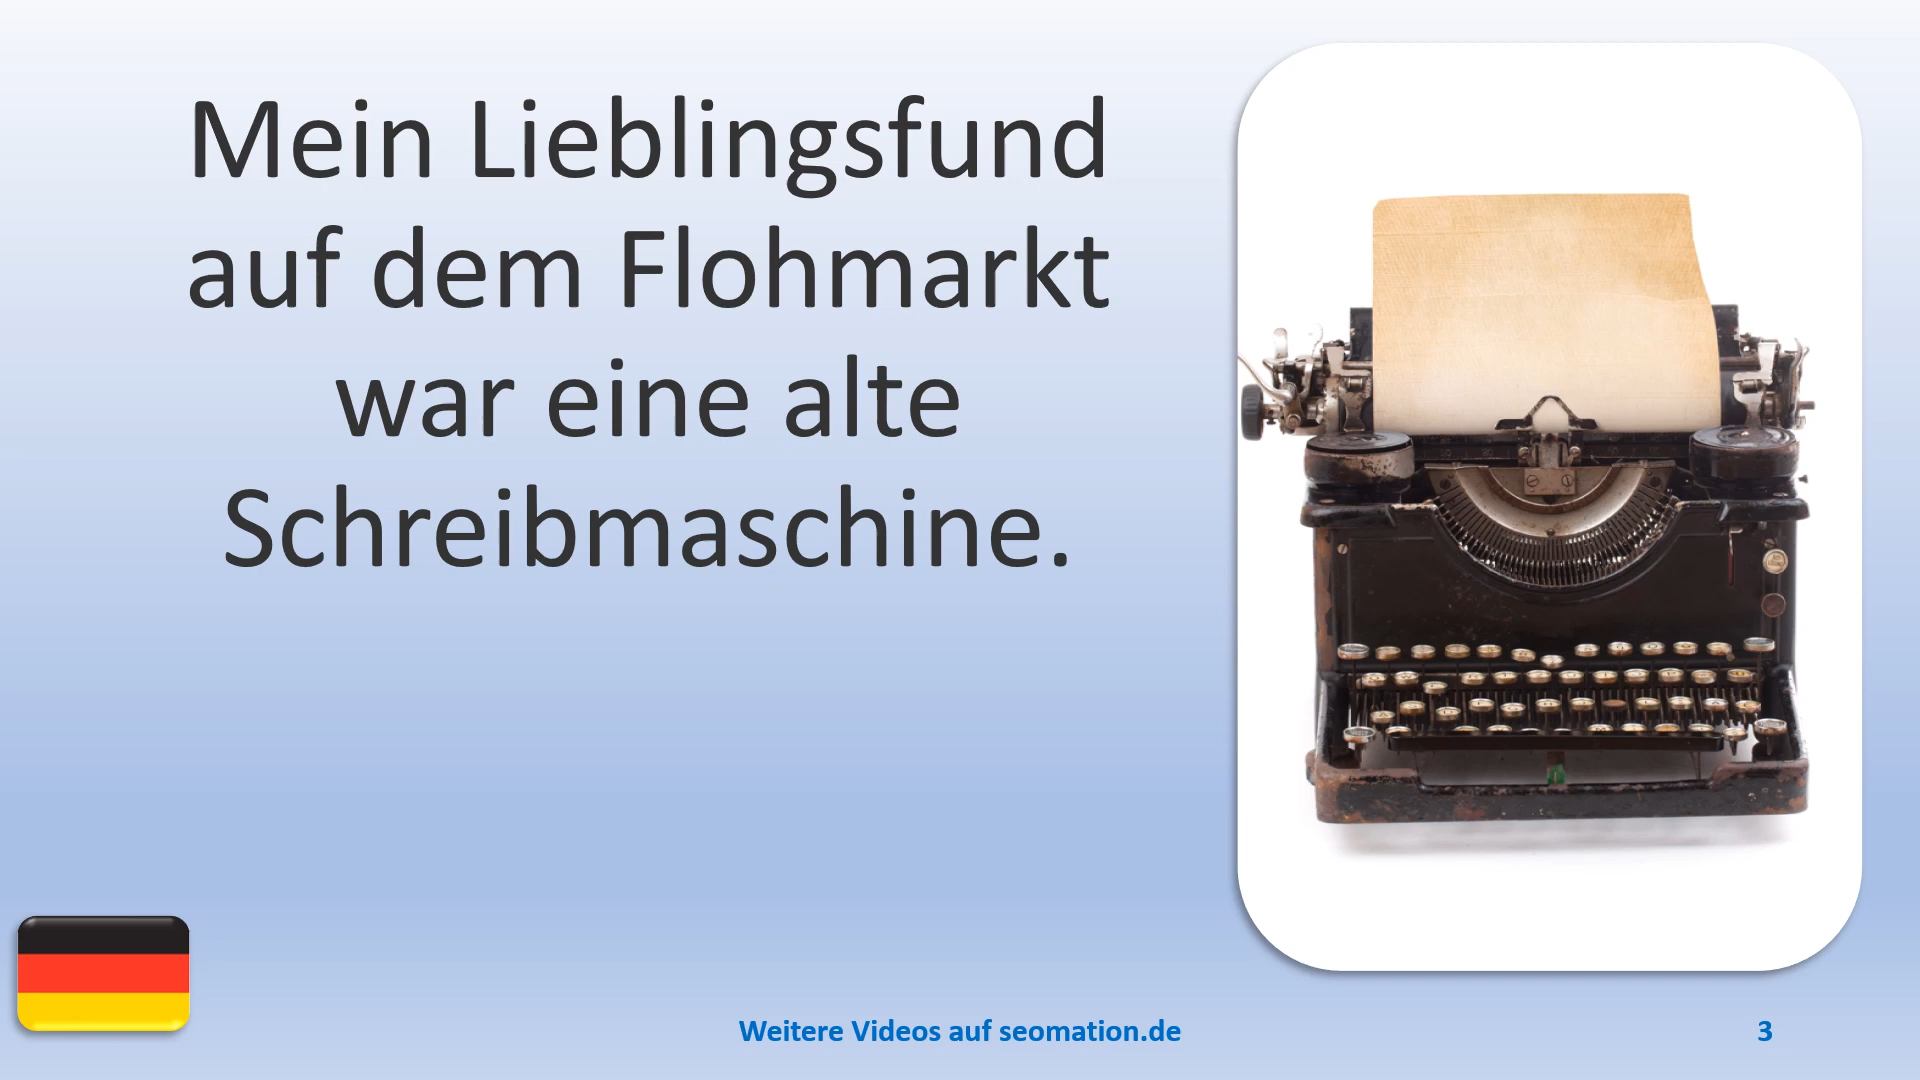 Mein Lieblingsfund
auf dem Flohmarkt
war eine alte
Schreibmaschine.
Weitere Videos auf seomation.de
3